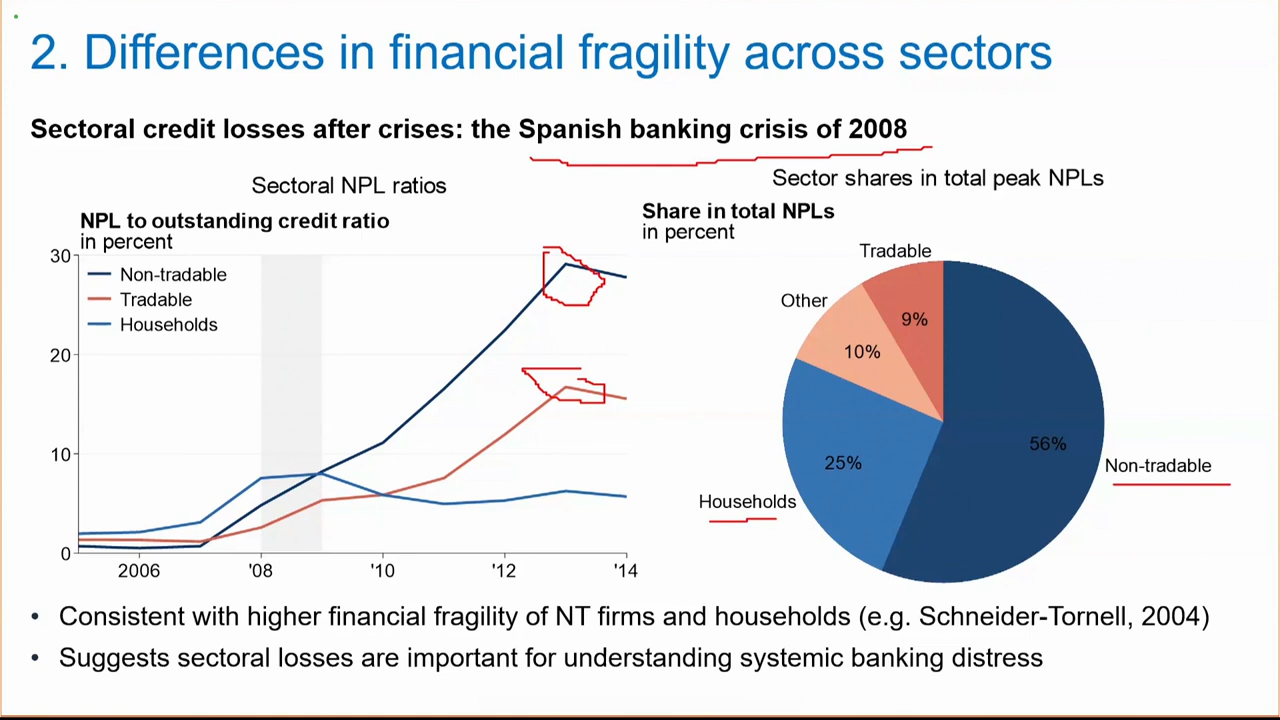 2. Differences in financial fragility across sectors
Sectoral credit losses after crises: the Spanish banking crisis of 2008
Sectoral NPL ratios
NPL to outstanding credit ratio
in percent
30
20
10
0
Non-tradable
Tradable
Households
2006
'08
'10
'12
'14
Sector shares in total peak NPLs
Share in total NPLs
in percent
Tradable
Other
9%
10%
56%
25%
Non-tradable
Households
• Consistent with higher financial fragility of NT firms and households (e.g. Schneider-Tornell, 2004)
• Suggests sectoral losses are important for understanding systemic banking distress